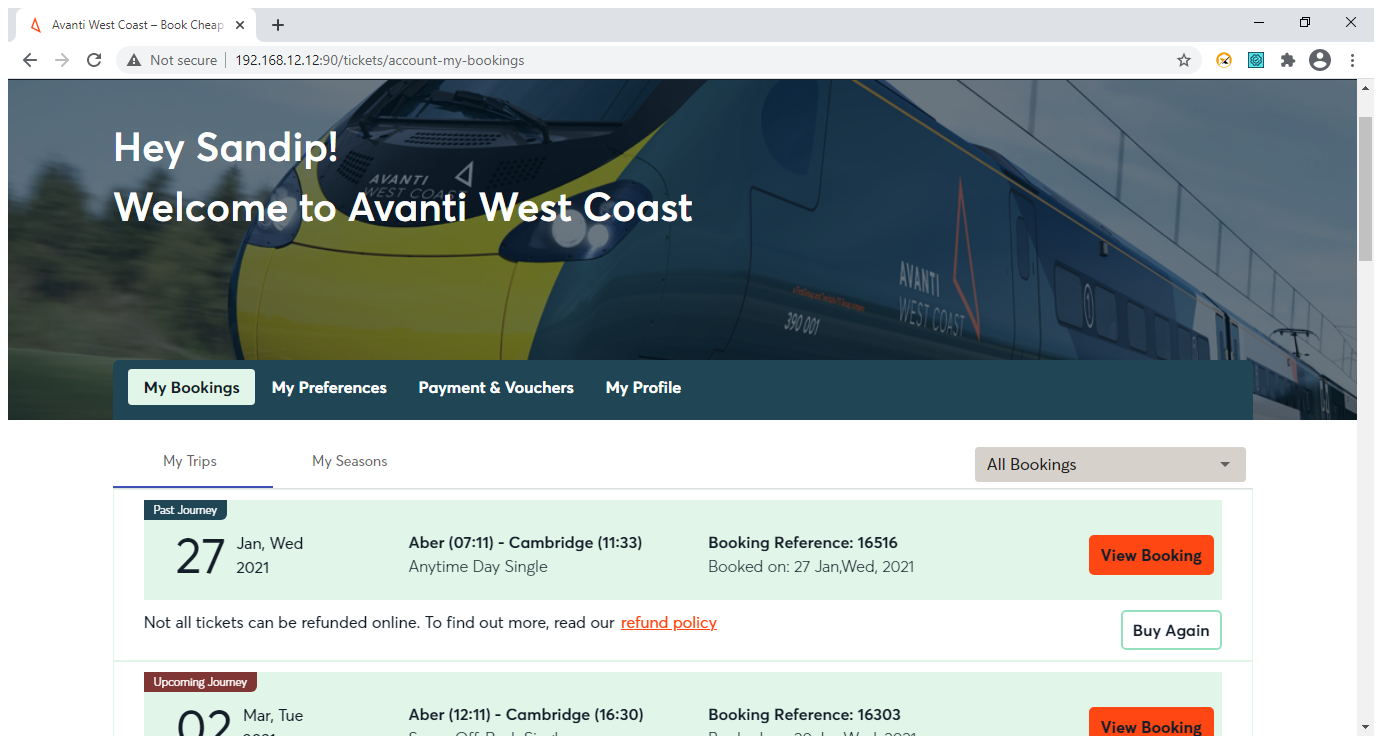 Avanti West Coast – Book Cheap
Not secure
192.168.12.12:90/tickets/account-my-bookings
Hey Sandip!
Welcome to Avanti West Coast
AVANTI
WEST COAST
AVANTI
WEST COAST
390 001
1
My Bookings
My Preferences
Payment & Vouchers
My Profile
My Trips
My Seasons
All Bookings
Past Journey
27
Jan, Wed
2021
Aber (07:11) - Cambridge (11:33)
Anytime Day Single
Booking Reference: 16516
Booked on: 27 Jan,Wed, 2021
View Booking
Not all tickets can be refunded online. To find out more, read our refund policy
Buy Again
Upcoming Journey
02
Mar, Tue
Aber (12:11) - Cambridge (16:30)
Booking Reference: 16303
View Booking